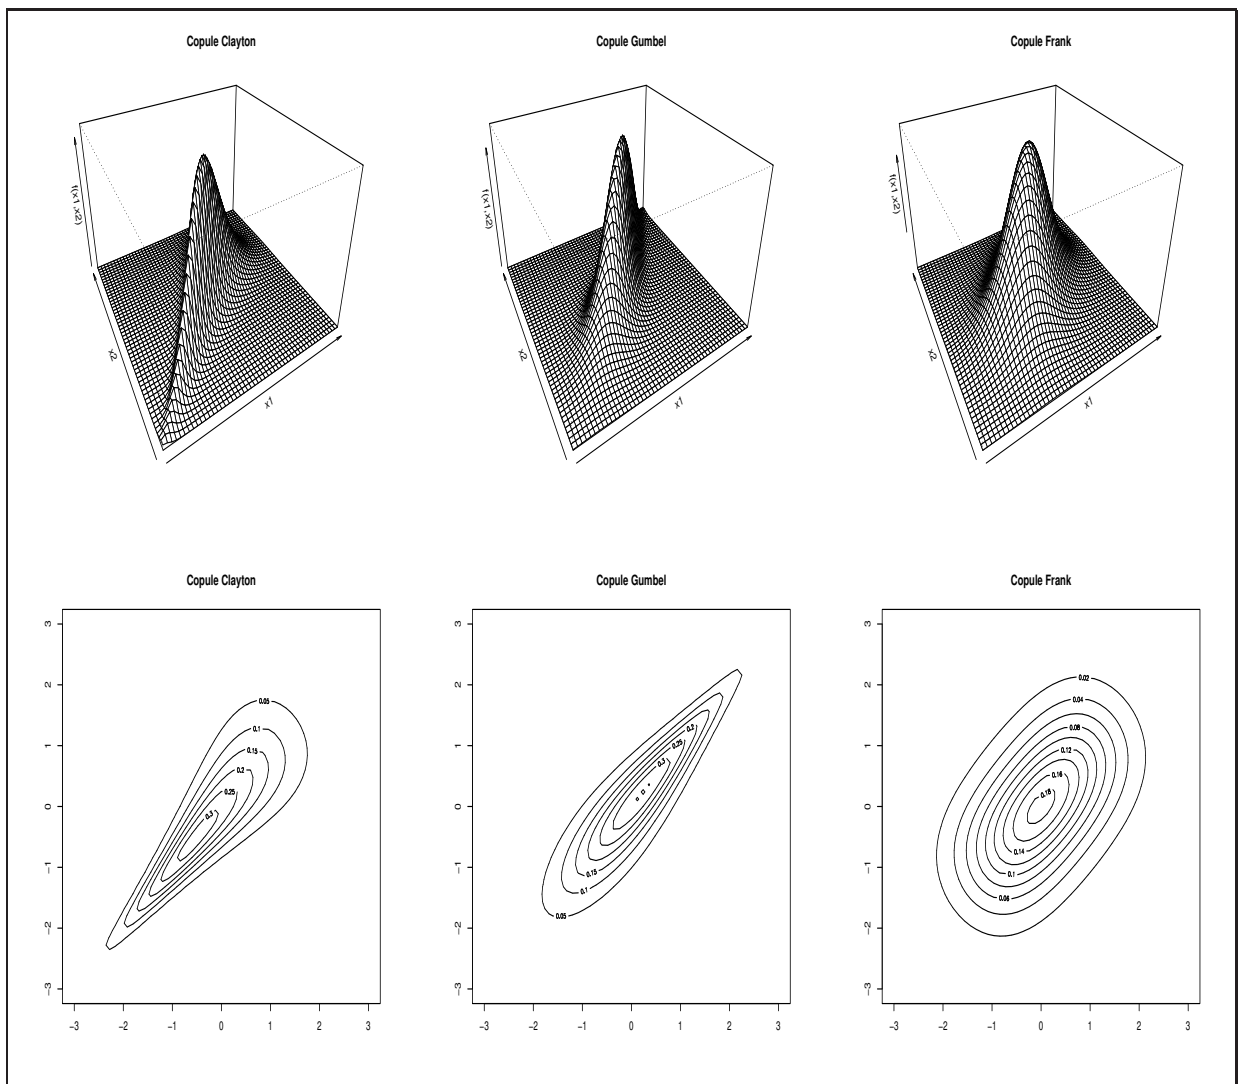 Copule Clayton
Copule Gumbel
Copule Frank
f(x1,x2)
x2
x1
f(x1,x2)
x2
x1
f(x1,x2)
x2
x1
Copule Clayton
3
2
1
0
−1
−2
−3
0.05
0.1
0.15
0.2
0.25
0.3
−3 −2 −1 0 1 2 3
Copule Gumbel
3
2
1
0
−1
−2
−3
0.2
0.25
0.3
0.15
0.1
0.05
−3 −2 −1 0 1 2 3
Copule Frank
3
2
1
0
−1
−2
−3
0.02
0.04
0.08
0.12
0.16
0.18
0.14
0.1
0.06
−3 −2 −1 0 1 2 3